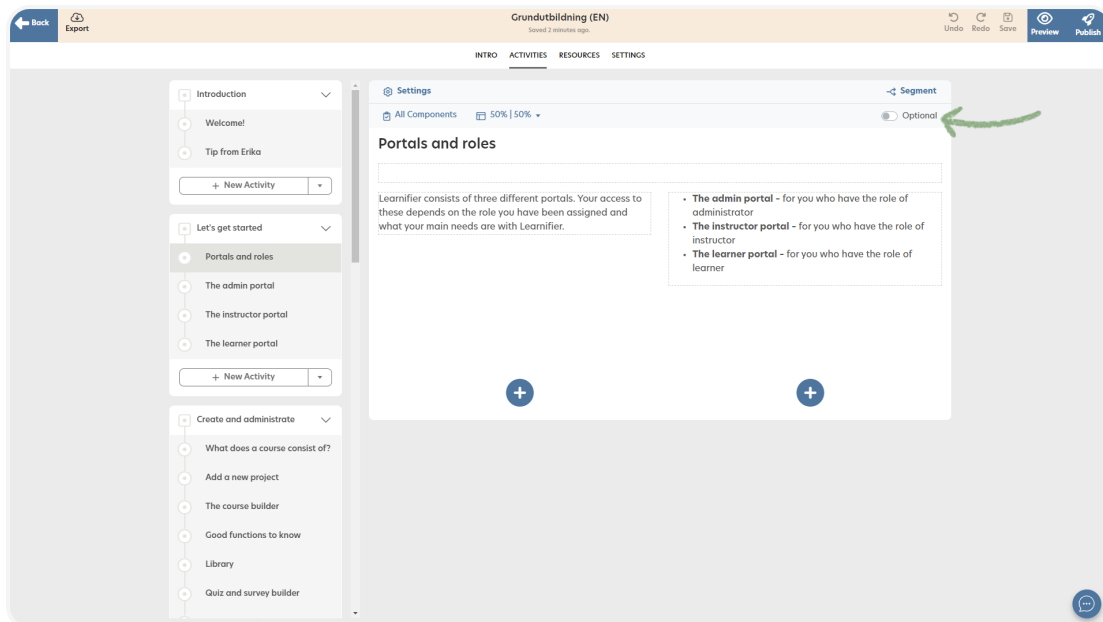 Back
Export
Grundutbildning (EN)
Saved 2 minutes ago.
Undo Redo Save
Preview
Publish
INTRO ACTIVITIES RESOURCES SETTINGS
Introduction
Welcome!
Tip from Erika
+ New Activity
Let's get started
Portals and roles
The admin portal
The instructor portal
The learner portal
+ New Activity
Create and administrate
What does a course consist of?
Add a new project
The course builder
Good functions to know
Library
Quiz and survey builder
Settings
Segment
All Components
50% | 50%
Optional
Portals and roles
Learnifier consists of three different portals. Your access to
these depends on the role you have been assigned and
what your main needs are with Learnifier.
• The admin portal - for you who have the role of
administrator
• The instructor portal - for you who have the role of
instructor
• The learner portal - for you who have the role of
learner